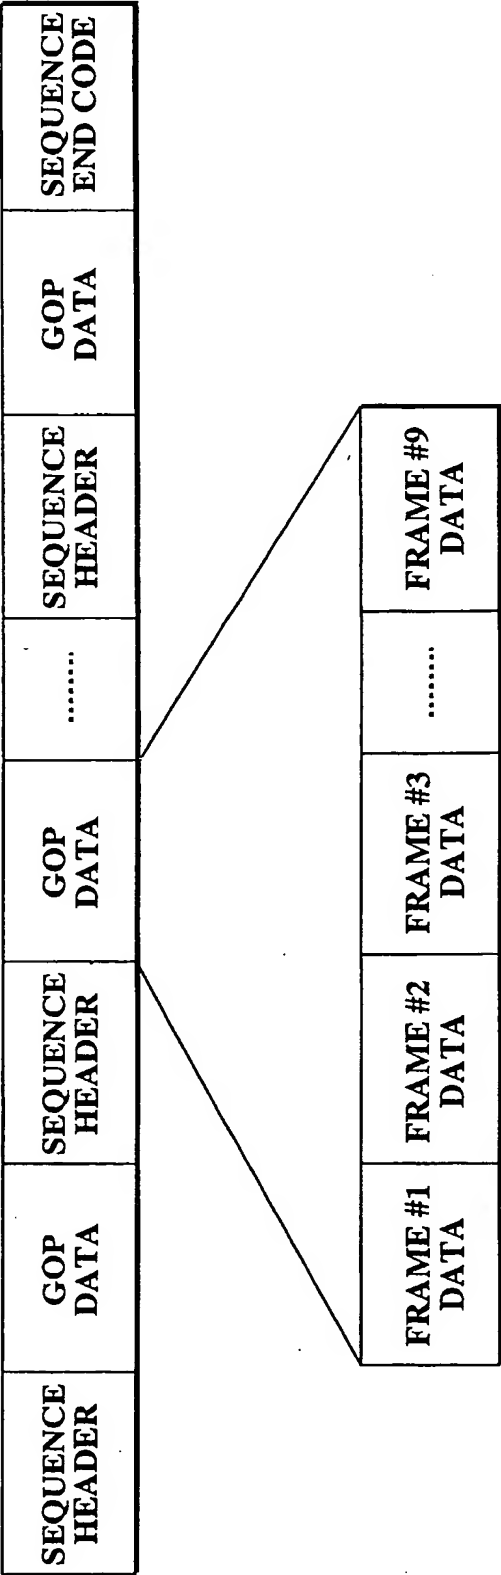 SEQUENCE
HEADER
GOP
DATA
SEQUENCE
HEADER
GOP
DATA
........
SEQUENCE
HEADER
GOP
DATA
SEQUENCE
END CODE
FRAME #1
DATA
FRAME #2
DATA
FRAME #3
DATA
........
FRAME #9
DATA